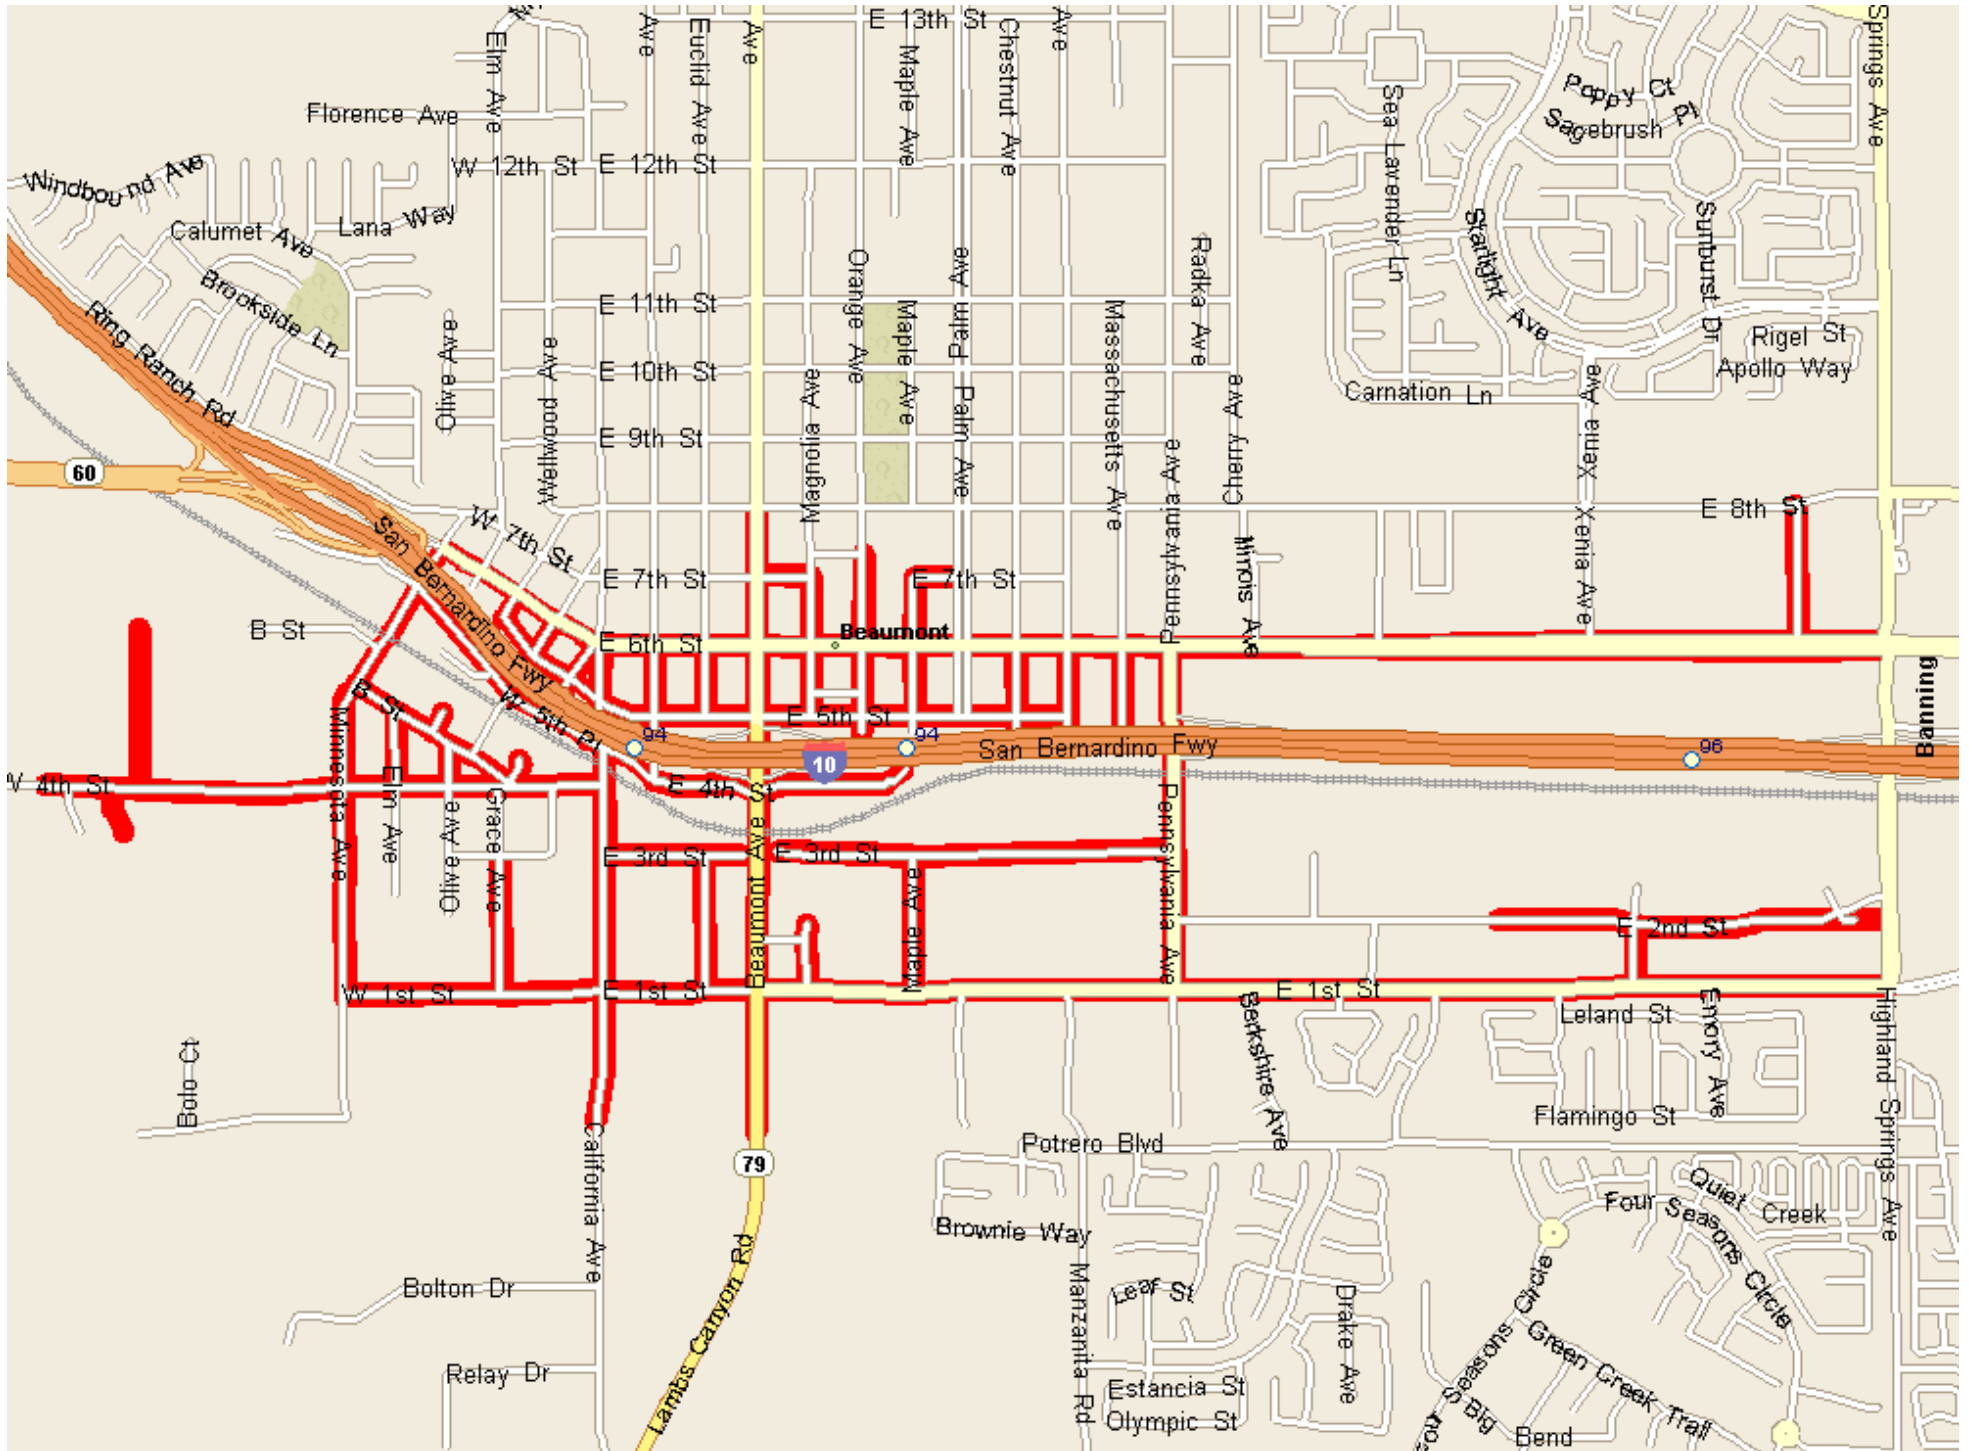 E 13th St
Springs Ave
Ave
Euclid Ave
Ave
Maple Ave
Chestnut Ave
Ave
Elm Ave
Poppy Ct
Pl
Sagebrush
Florence Ave
Sea Lavender Ln
W 12th St
E 12th St
Windbound Ave
Lana Way
Calumet Ave
Starlight Ave
Sunburst Dr
Orange Ave
Palm Ave
Radka Ave
Brookside Ln
E 11th St
Maple Ave
Massachusetts Ave
Ring Ranch Rd
Olive Ave
Wellwood Ave
Rigel St
E 10th St
Apollo Way
Magnolia Ave
Palm Ave
Cherry Ave
Carnation Ln
Xenia Ave
E 9th St
Pennsylvania Ave
60
W 7th St
E 8th St
Xenia Ave
San Bernardino Fwy
Illinois Ave
E 7th St
E 7th St
B St
Beaumont
E 6th St
Banning
B St
W 5th Pl
E 5th St
Minnesota Ave
94
94
San Bernardino Fwy
96
10
W 4th St
Elm Ave
E 4th St
Olive Ave
Grace Ave
Beaumont Ave
Pennsylvania Ave
E 3rd St
E 3rd St
Maple Ave
E 2nd St
W 1st St
E 1st St
E 1st St
Highland Springs Ave
Berkshire Ave
Leland St
Emory Ave
Bolo Ct
Flamingo St
California Ave
Potrero Blvd
79
Quiet Creek
Four Seasons Circle
Brownie Way
Lambs Canyon Rd
Manzanita Rd
Bolton Dr
Leaf St
Drake Ave
Seasons Circle
Green Creek Trail
Relay Dr
Estancia St
Olympic St
Big Bend